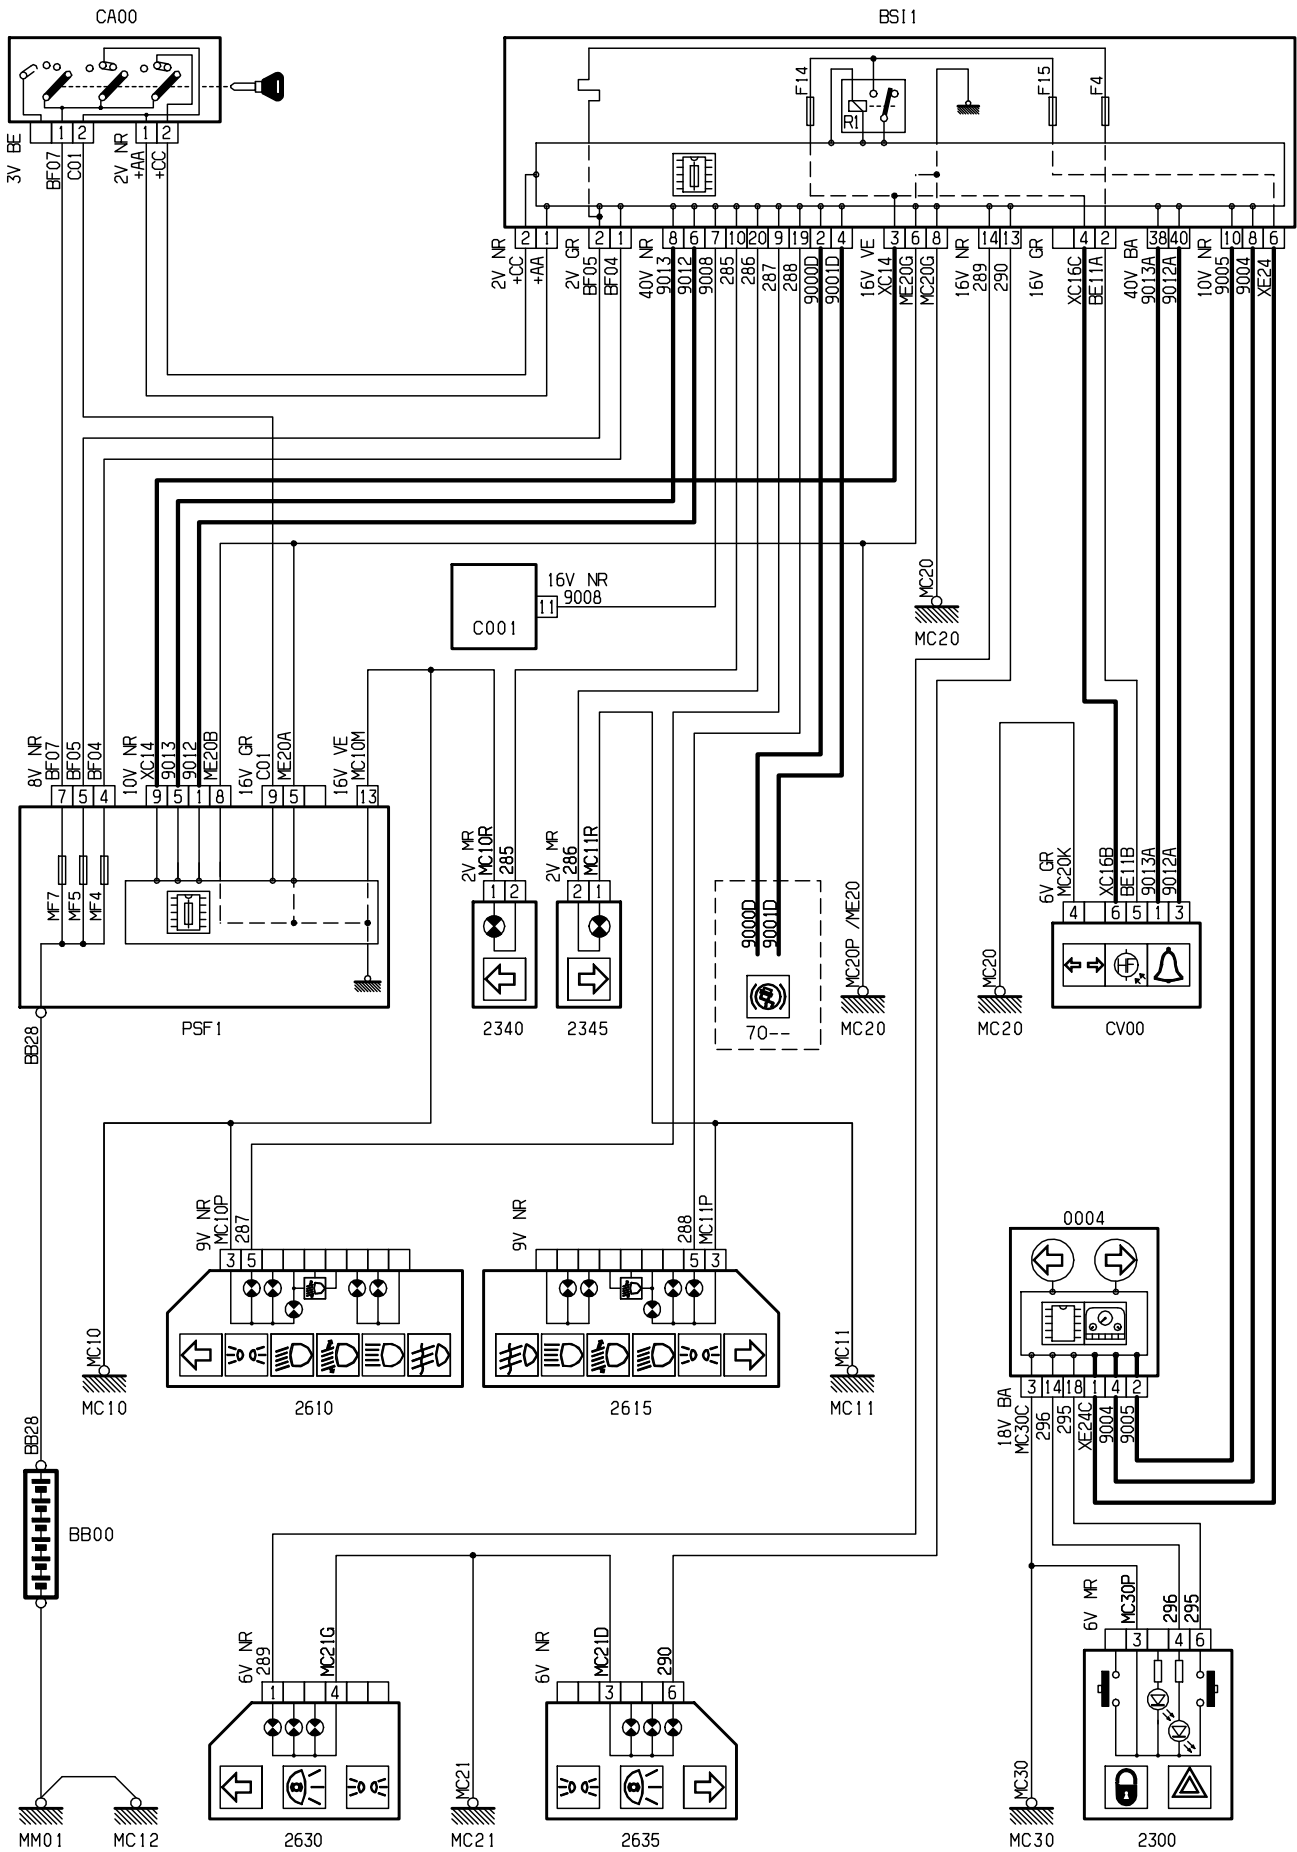 CA00
BSI1
F14
F15
F4
R1
1
2
1
2
3V BE
BF07
C01
2V NR
+AA
+CC
2
1
2
1
8
6
7
10
20
9
19
2
4
3
6
8
14
13
4
2
38
40
10
8
6
2V NR
+CC
+AA
2V GR
BF05
BF04
40V NR
9013
9012
9008
285
286
287
288
9000D
9001D
16V VE
XC14
ME20G
MC20G
16V NR
289
290
16V GR
XC16C
BE11A
40V BA
9013A
9012A
10V NR
9005
9004
XE24
16V NR
9008
11
C001
MC20
MC20
8V NR
BF07
BF05
BF04
10V NR
XC14
9013
9012
ME20B
16V GR
C01
ME20A
16V VE
MC10M
7
5
4
9
5
1
8
9
5
13
MF7
MF5
MF4
PSF1
BB28
2V MR
MC10R
285
1
2
2340
2V MR
286
MC11R
2
1
2345
9000D
9001D
70--
MC20P /ME20
MC20
MC20
MC20
6V GR
MC20K
XC16B
BE11B
9013A
9012A
4
6
5
1
3
HF
CV00
9V NR
MC10P
287
3
5
9V NR
288
MC11P
5
3
MC10
MC10
2610
2615
MC11
MC11
0004
3
14
18
1
4
2
18V BA
MC30C
296
295
XE24C
9004
9005
BB28
BB00
6V NR
289
MC21G
1
4
2630
6V NR
MC21D
290
3
6
2635
MC21
MC21
6V MR
MC30P
296
295
3
4
6
MC30
MC30
2300
MM01
MC12